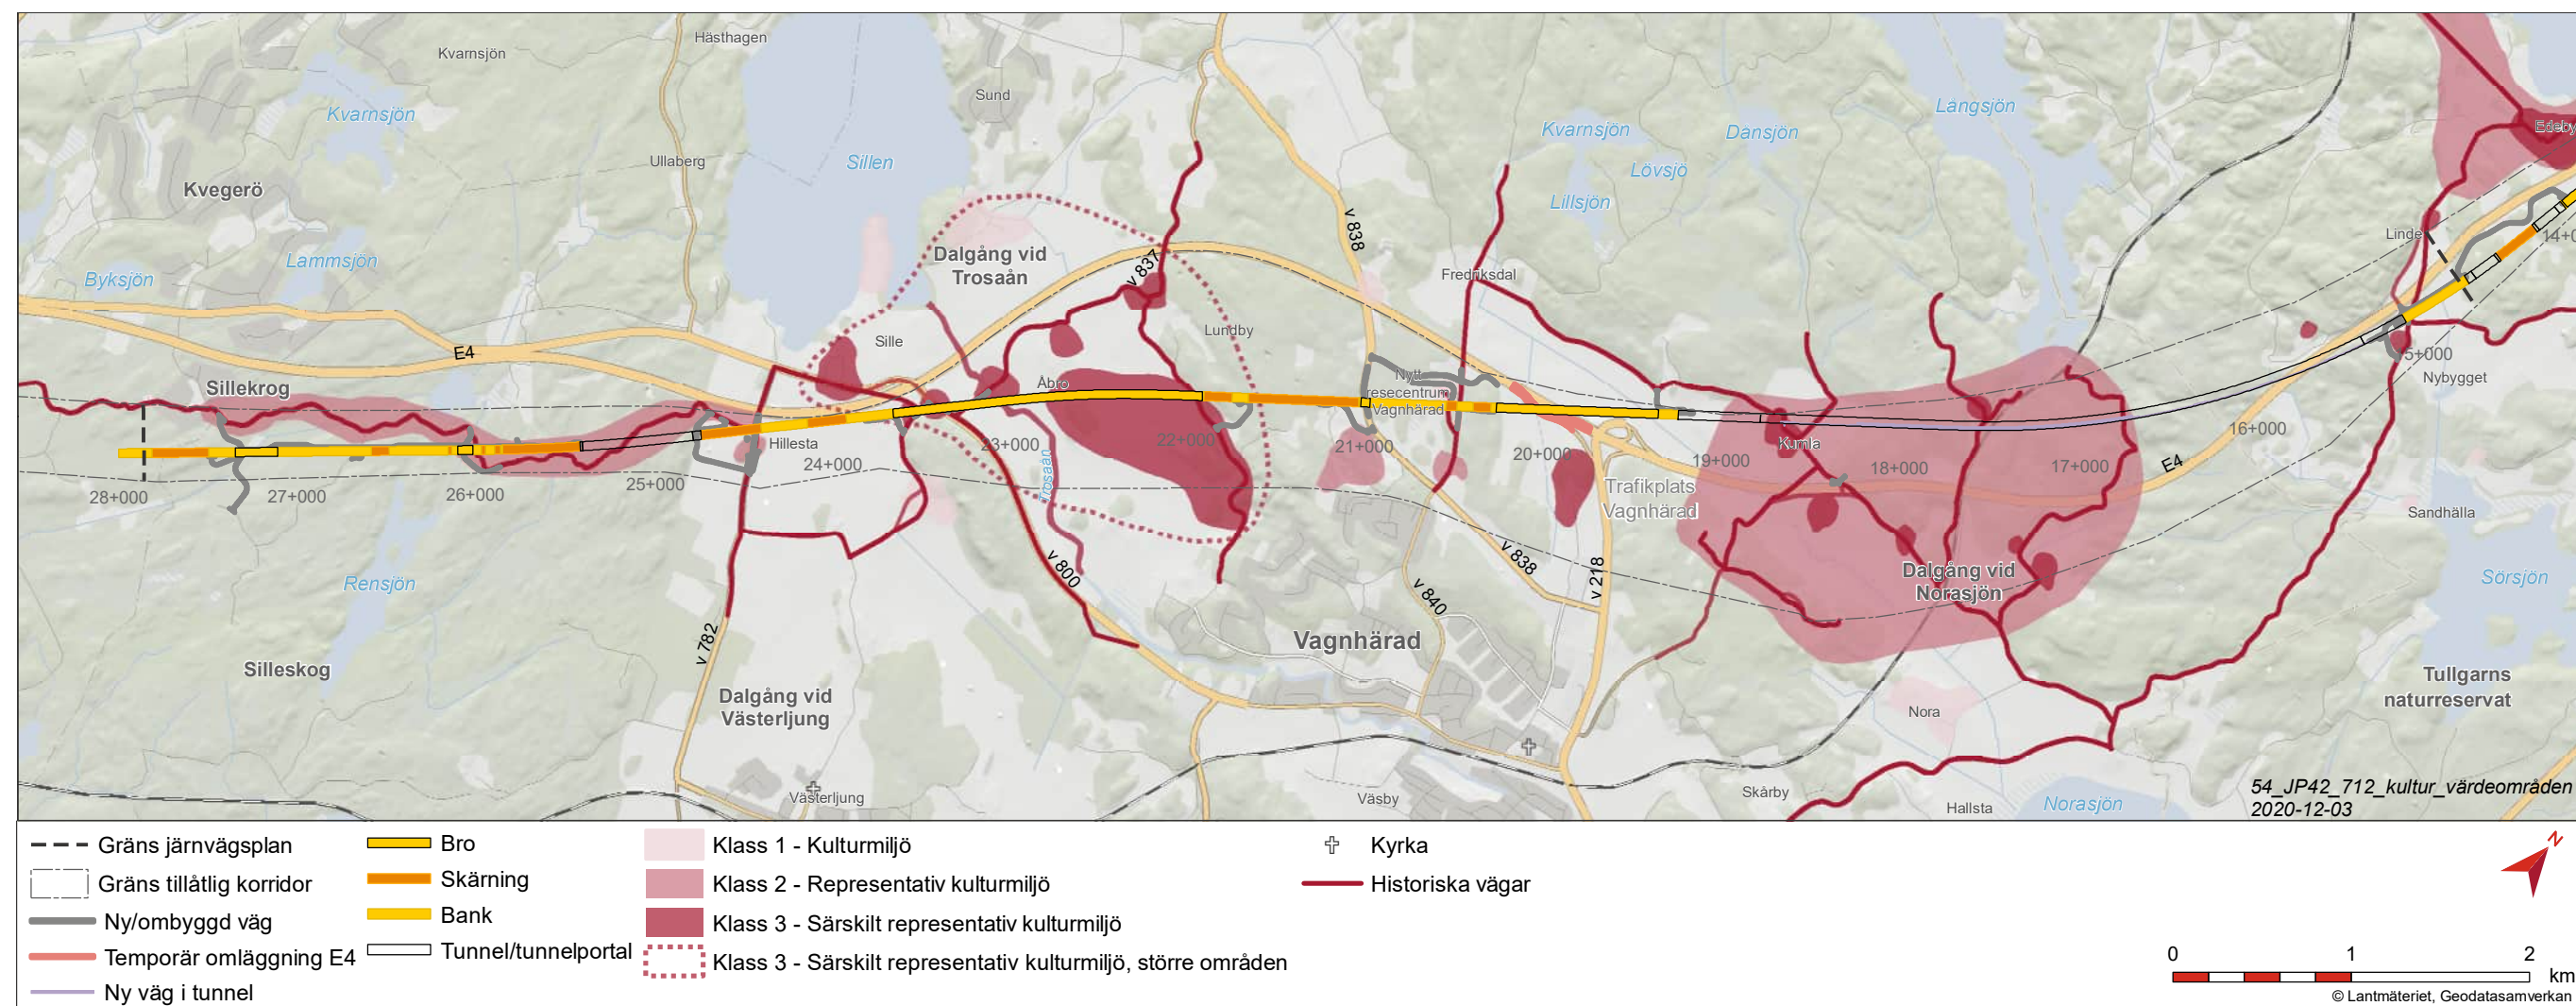 Hästhagen
Kvarnsjön
Sund
Kvarnsjön
Kvarnsjön
Dansjön
Langsjön
Edeby
Ullaberg
Sillen
Lövsjö
Kvegerö
Lillsjön
v 838
Linde
14+0
Byksjön
Lammsjön
Dalgång vid
Trosaån
v 837
Fredriksdal
E4
Sille
Lundby
5+000
Sillekrog
Åbro
Nytt
resecentrum
Vagnhärad
Nybygget
Hillesta
23+000
22+000
21+000
20+000
Kumla
16+000
28+000
27+000
26+000
25+000
24+000
19+000
18+000
17+000
E4
Trosaån
Trafikplats
Vagnhärad
Sandhälla
Rensjön
v 800
v 838
v 840
v 218
Dalgång vid
Norasjön
Sörsjön
v 782
Vagnhärad
Silleskog
Dalgång vid
Västerljung
Nora
Tullgarns
naturreservat
Västerljung
Väsby
Skårby
Hallsta
Norasjön
54_JP42_712_kultur_värdeområden
2020-12-03
Gräns järnvägsplan
Gräns tillåtlig korridor
Ny/ombyggd väg
Temporär omläggning E4
Ny väg i tunnel
Bro
Skärning
Bank
Tunnel/tunnelportal
Klass 1 - Kulturmiljö
Klass 2 - Representativ kulturmiljö
Klass 3 - Särskilt representativ kulturmiljö
Klass 3 - Särskilt representativ kulturmiljö, större områden
Kyrka
Historiska vägar
N
0 1 2
km
© Lantmäteriet, Geodatasamverkan